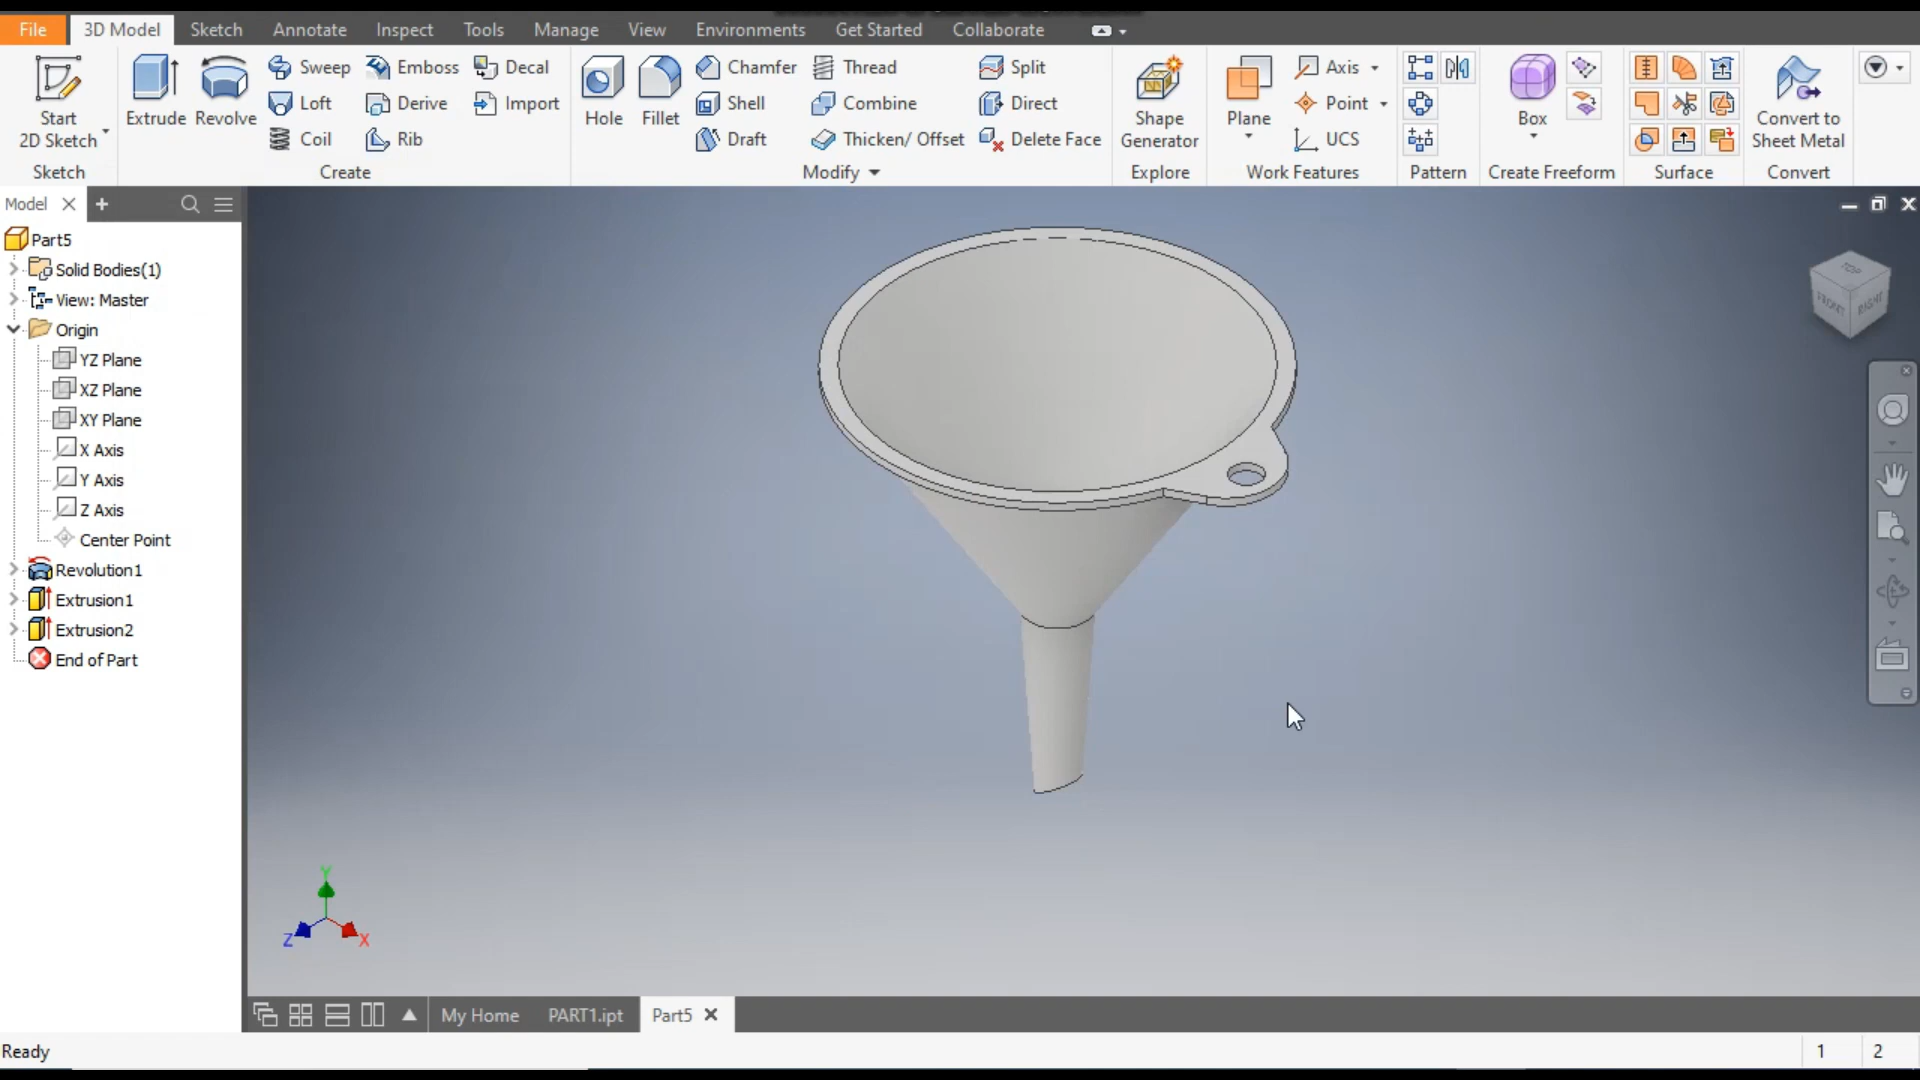 File 3D Model Sketch Annotate Inspect Tools Manage View Environments Get Started Collaborate
Start
2D Sketch
Extrude
Revolve
Sweep
Loft
Coil
Emboss
Derive
Rib
Decal
Import
Hole
Fillet
Chamfer
Shell
Draft
Thread
Combine
Thicken/ Offset
Split
Direct
Delete Face
Shape
Generator
Plane
Axis
Point
UCS
Box
Convert to
Sheet Metal
Sketch Create Modify Explore Work Features Pattern Create Freeform Surface Convert
Model
Part5
Solid Bodies(1)
View: Master
Origin
YZ Plane
XZ Plane
XY Plane
X Axis
Y Axis
Z Axis
Center Point
Revolution1
Extrusion1
Extrusion2
End of Part
TOP
FRONT RIGHT
Y
Z X
My Home PART1.ipt Part5
Ready 1 2